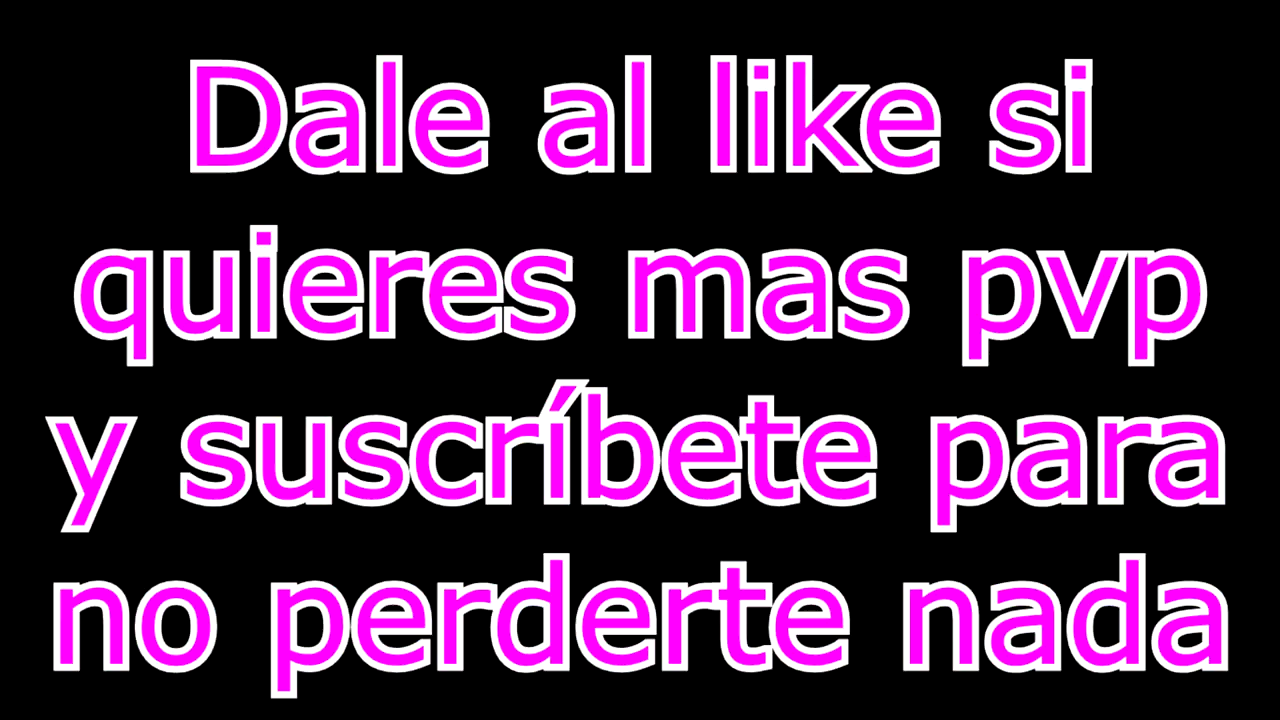 Dale al like si
quieres mas pvp
y suscríbete para
no perderte nada